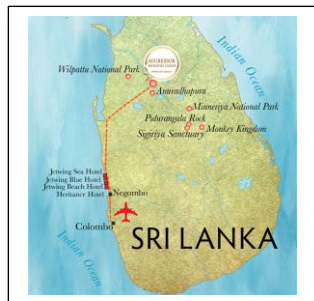 Indian Ocean
AGGRESSOR
Wilpattu National Park
Anuradhapura
Minneriya National Park
Pidurangala Rock
Sigiriya Sanctuary
Monkey Kingdom
Jetwing Sea Hotel
Jetwing Blue Hotel
Jetwing Beach Hotel
Heritance Hotel
Negombo
Colombo
SRI LANKA
Indian Ocean